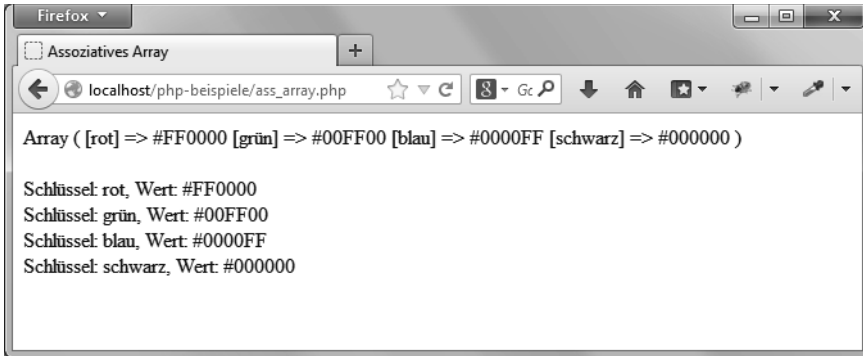 Firefox
Assoziatives Array
localhost/php-beispiele/ass_array.php
Array ( [rot] => #FF0000 [grün] => #00FF00 [blau] => #0000FF [schwarz] => #000000 )
Schlüssel: rot, Wert: #FF0000
Schlüssel: grün, Wert: #00FF00
Schlüssel: blau, Wert: #0000FF
Schlüssel: schwarz, Wert: #000000